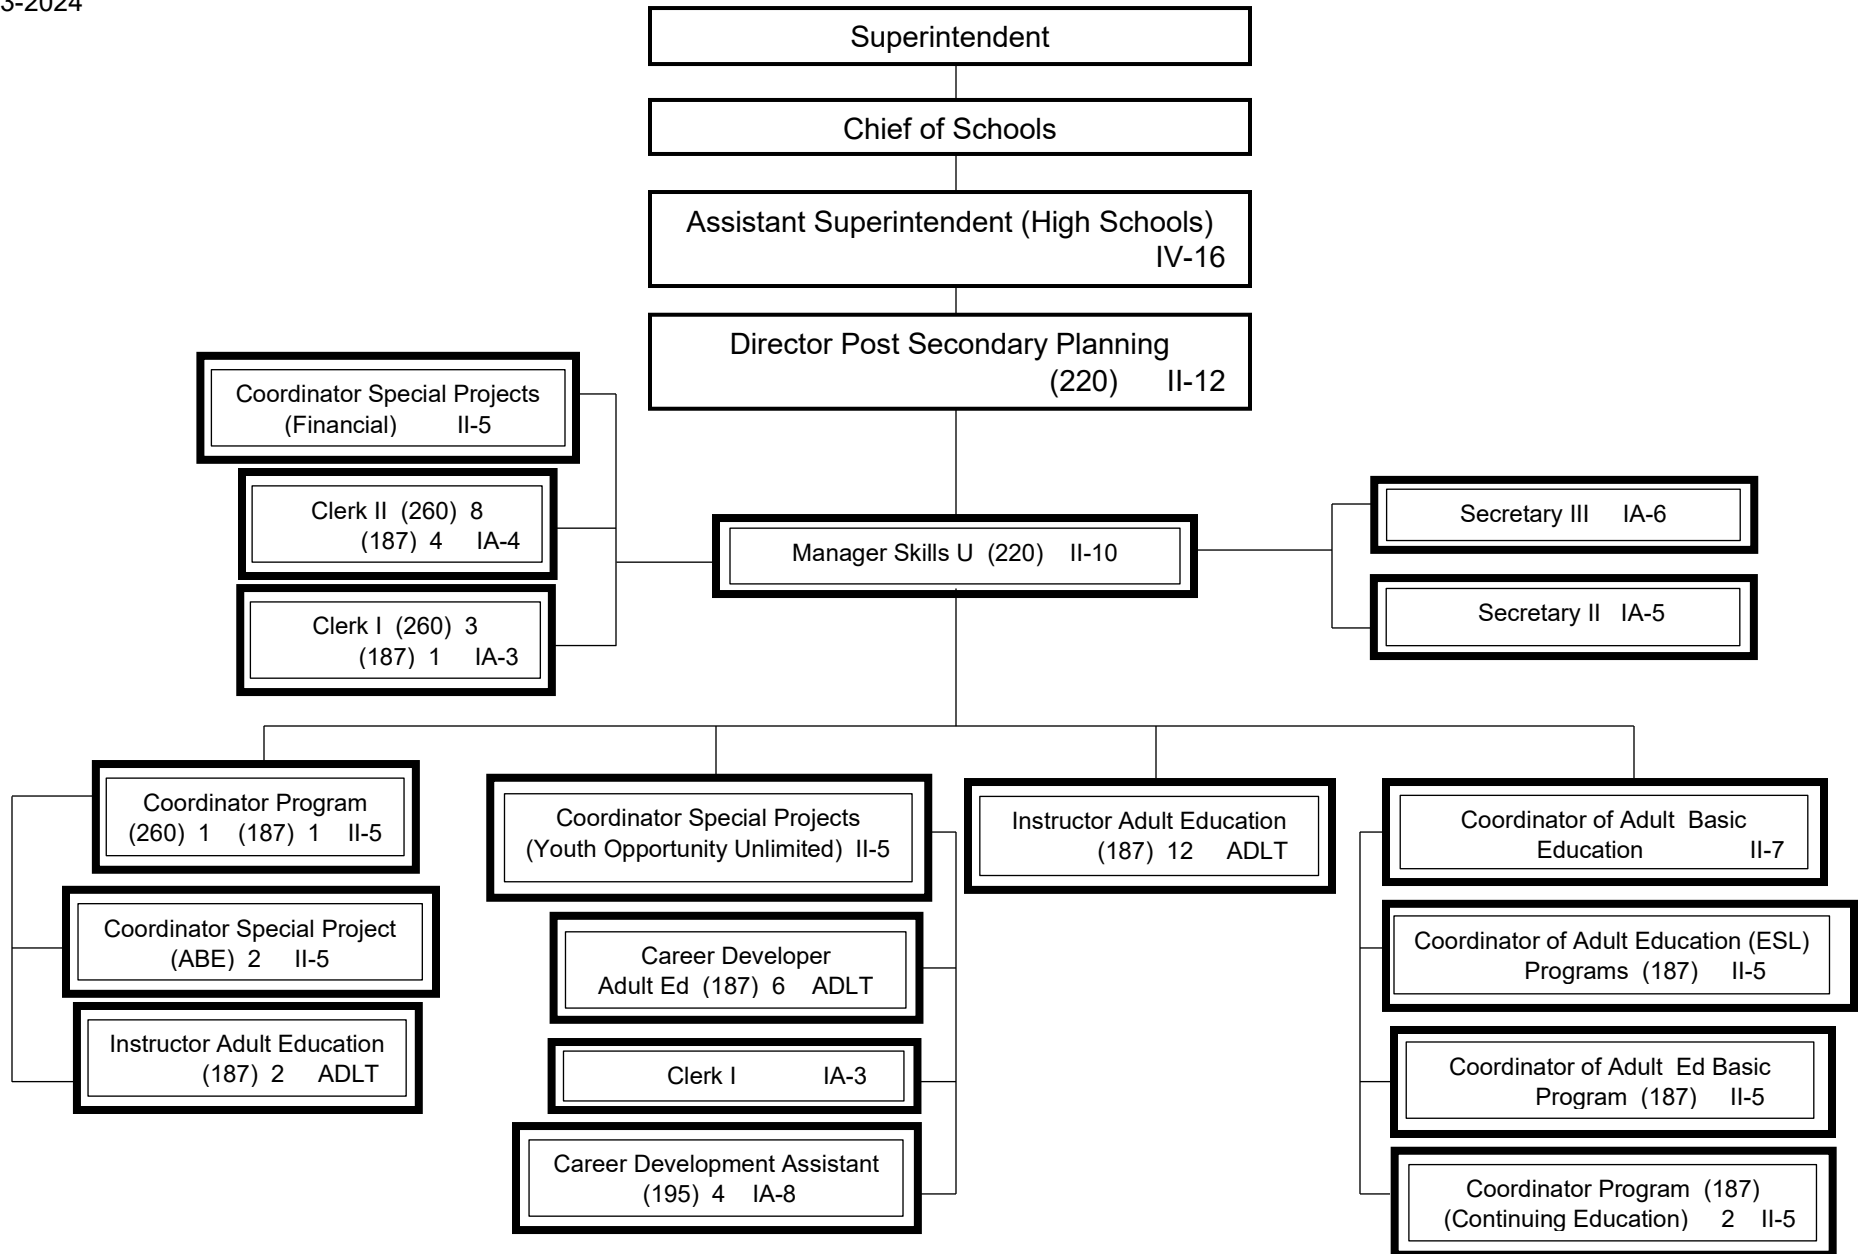 3-2024
Superintendent
Chief of Schools
Assistant Superintendent (High Schools)
IV-16
Director Post Secondary Planning
(220) II-12
Coordinator Special Projects
(Financial) II-5
Clerk II (260) 8
(187) 4 IA-4
Clerk I (260) 3
(187) 1 IA-3
Manager Skills U (220) II-10
Secretary III IA-6
Secretary II IA-5
Coordinator Program
(260) 1 (187) 1 II-5
Coordinator Special Project
(ABE) 2 II-5
Instructor Adult Education
(187) 2 ADLT
Coordinator Special Projects
(Youth Opportunity Unlimited) II-5
Career Developer
Adult Ed (187) 6 ADLT
Clerk I IA-3
Career Development Assistant
(195) 4 IA-8
Instructor Adult Education
(187) 12 ADLT
Coordinator of Adult Basic
Education II-7
Coordinator of Adult Education (ESL)
Programs (187) II-5
Coordinator of Adult Ed Basic
Program (187) II-5
Coordinator Program (187)
(Continuing Education) 2 II-5